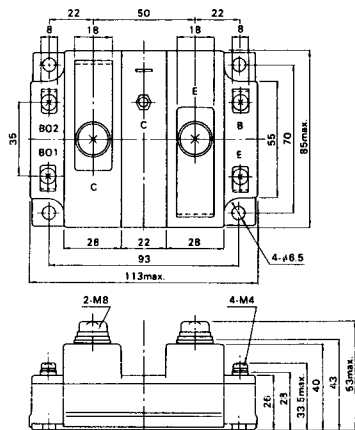 22 50 22
8 18 18 8
E
BO2 C B
35
BO1 E
C
55
70
85max.
28 22 28
4-φ6.5
93
113max.
2-M8 4-M4
26
28
33.5max.
40
43
53max.